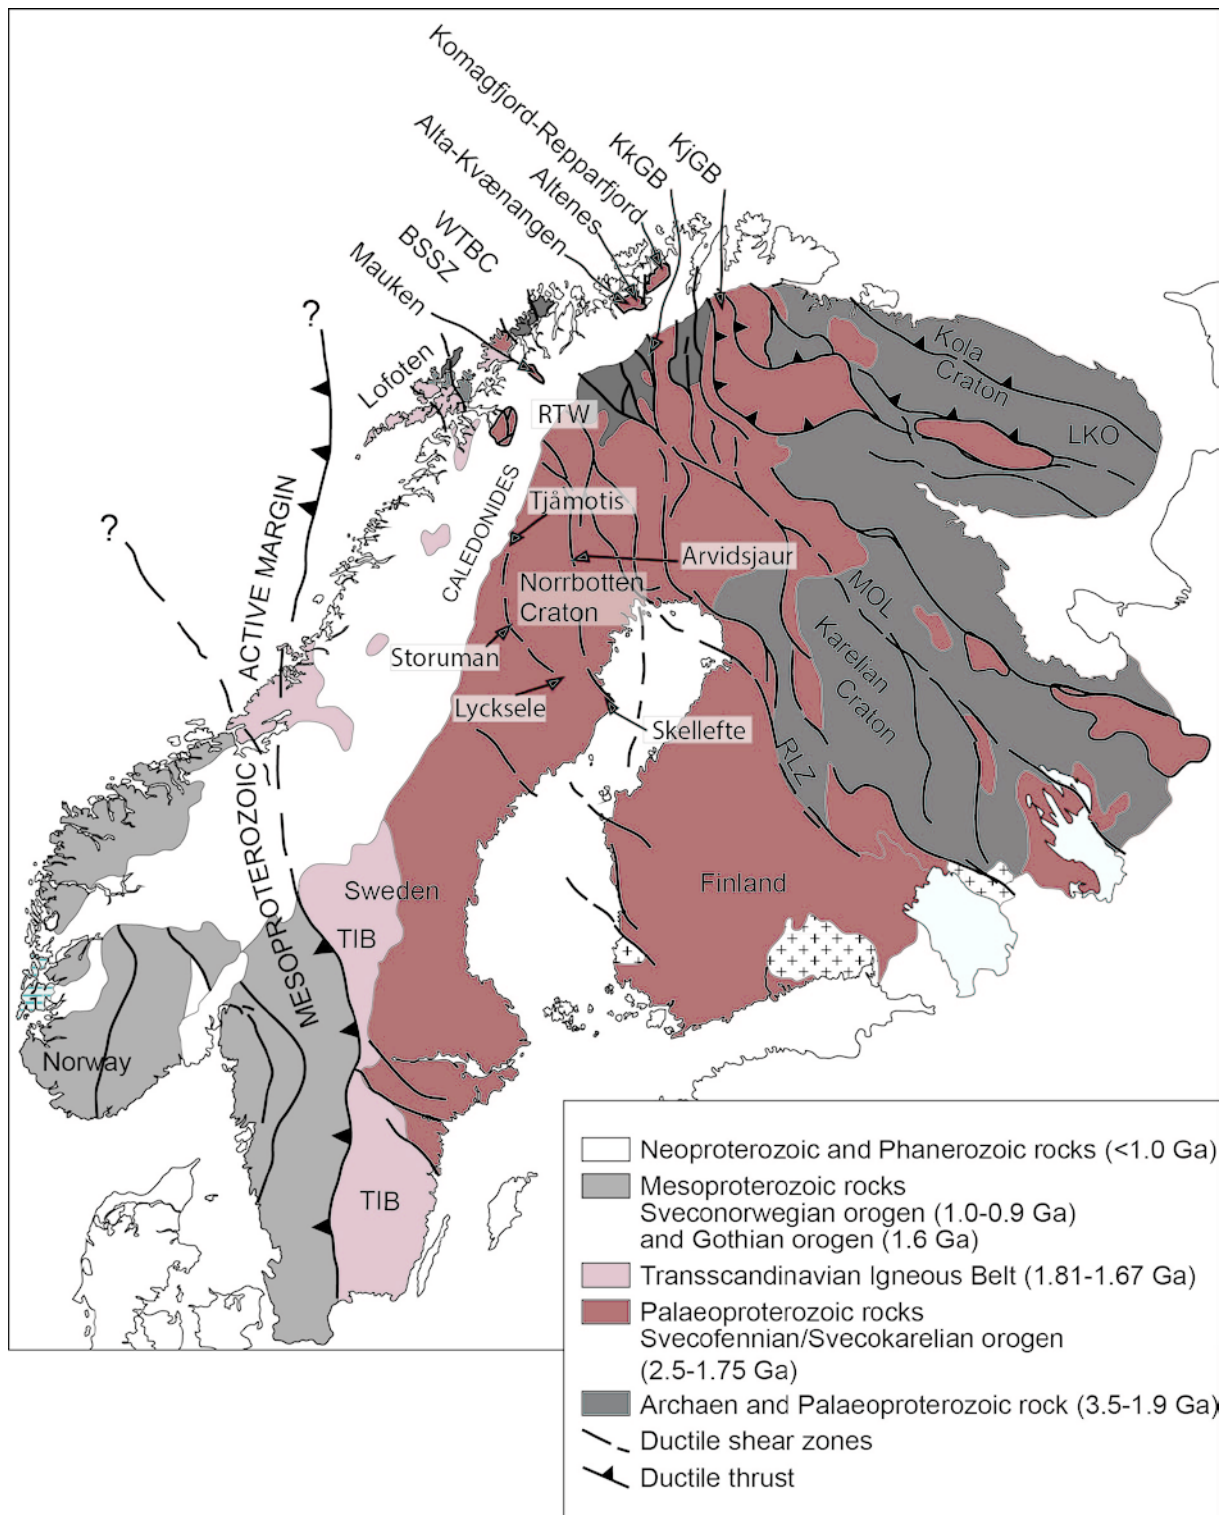 Komagfjord-Repparfjord
Alta-Kvænangen
Altenes
KkGB
KjGB
WTBC
BSSZ
Mauken
?
Lofoten
Kola
Craton
LKO
RTW
?
ACTIVE MARGIN
CALEDONIDES
Tjåmotis
Arvidsjaur
Norrbotten
Craton
MOL
Karelian
Craton
Storuman
Lycksele
Skellefte
RLZ
MESOPROTEROZOIC
Sweden
Finland
TIB
Norway
TIB
Neoproterozoic and Phanerozoic rocks (<1.0 Ga)
Mesoproterozoic rocks
Sveconorwegian orogen (1.0-0.9 Ga)
and Gothian orogen (1.6 Ga)
Transscandinavian Igneous Belt (1.81-1.67 Ga)
Palaeoproterozoic rocks
Svecofennian/Svecokarelian orogen
(2.5-1.75 Ga)
Archaen and Palaeoproterozoic rock (3.5-1.9 Ga)
Ductile shear zones
Ductile thrust